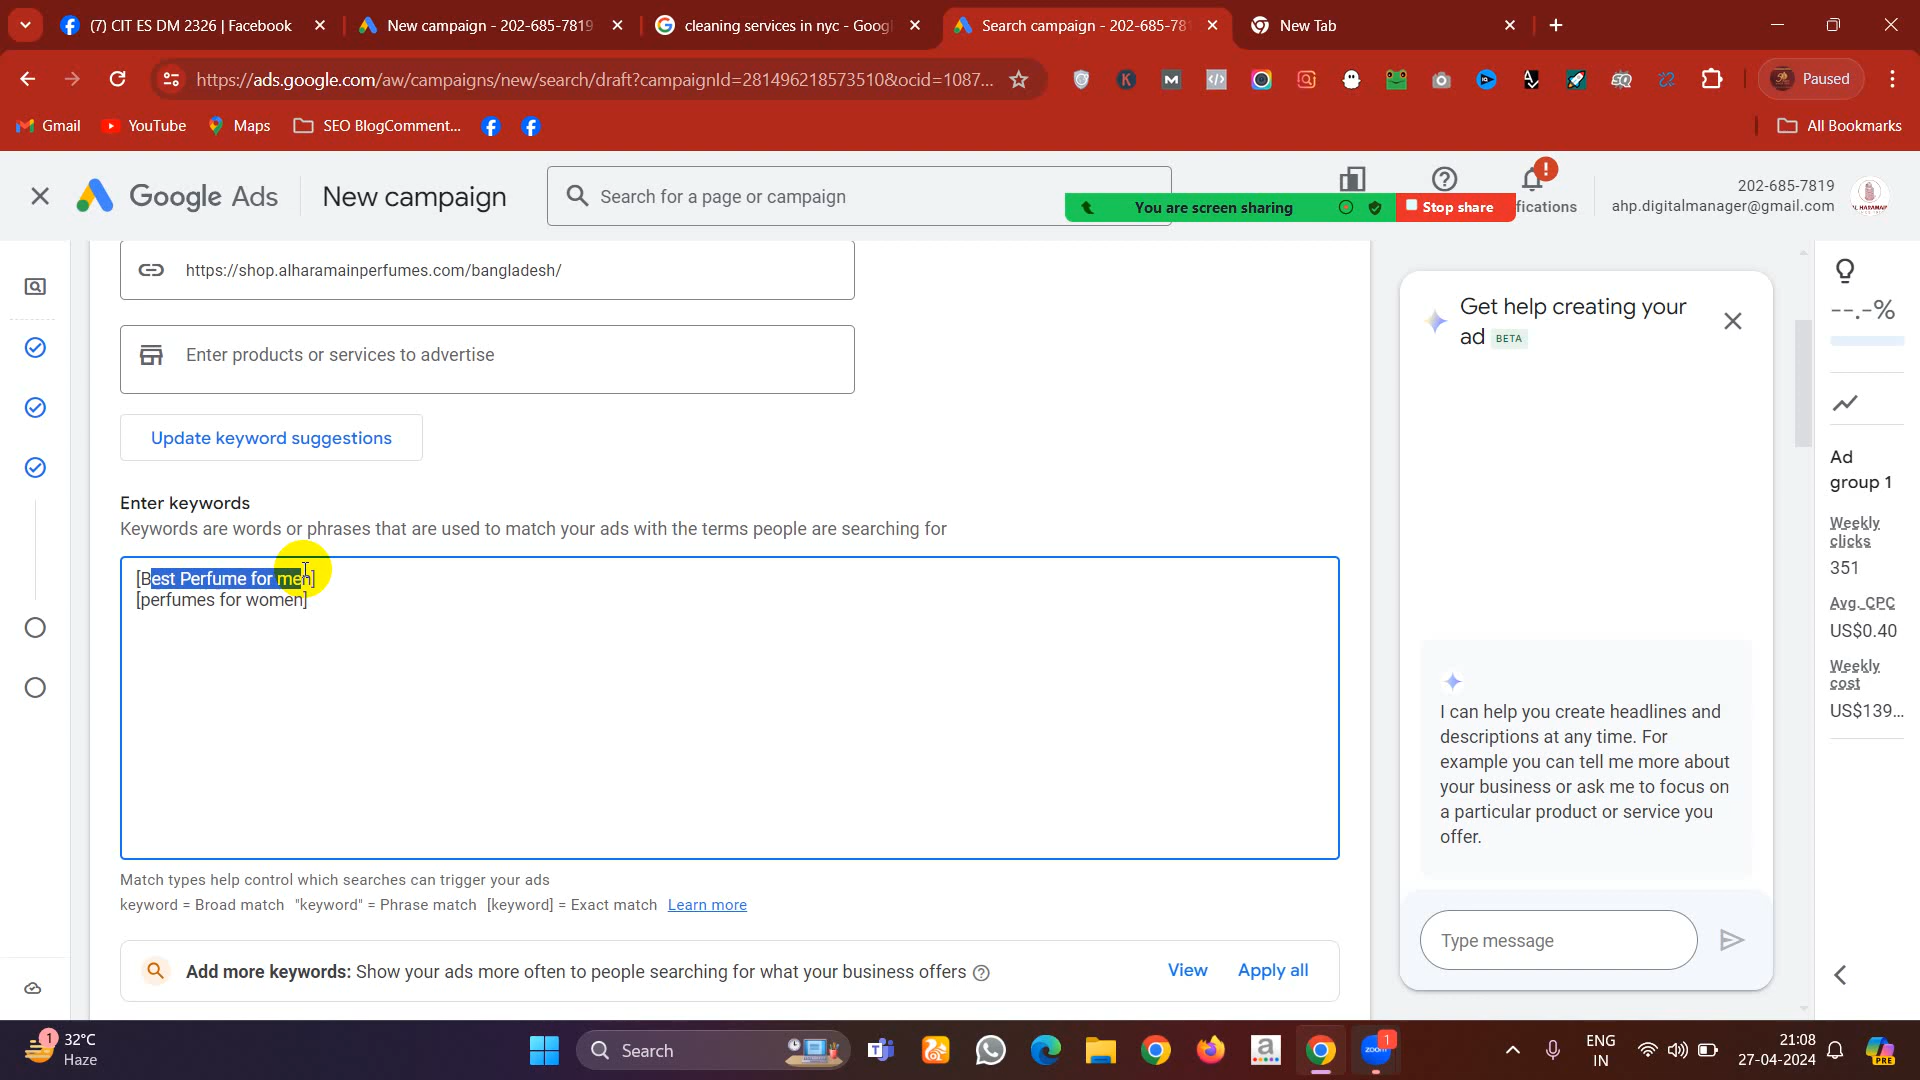 (7) CIT ES DM 2326 | Facebook
New campaign - 202-685-7819
cleaning services in nyc - Goog
Search campaign - 202-685-78
New Tab
https://ads.google.com/aw/campaigns/new/search/draft?campaignId=281496218573510&ocid=1087...
Paused
Gmail
YouTube
Maps
SEO BlogComment...
All Bookmarks
Google Ads
New campaign
Search for a page or campaign
You are screen sharing
Stop share
fications
202-685-7819
ahp.digitalmanager@gmail.com
https://shop.alharamainperfumes.com/bangladesh/
Enter products or services to advertise
Update keyword suggestions
Enter keywords
Keywords are words or phrases that are used to match your ads with the terms people are searching for
[Best Perfume for men]
[perfumes for women]
Match types help control which searches can trigger your ads
keyword = Broad match "keyword" = Phrase match [keyword] = Exact match Learn more
Add more keywords: Show your ads more often to people searching for what your business offers
View
Apply all
Get help creating your
ad BETA
I can help you create headlines and
descriptions at any time. For
example you can tell me more about
your business or ask me to focus on
a particular product or service you
offer.
Type message
--.-%
Ad
group 1
Weekly
clicks
351
Avg. CPC
US$0.40
Weekly
cost
US$139...
1
32°C
Haze
Search
zoom
1
ENG
IN
21:08
27-04-2024
PRE